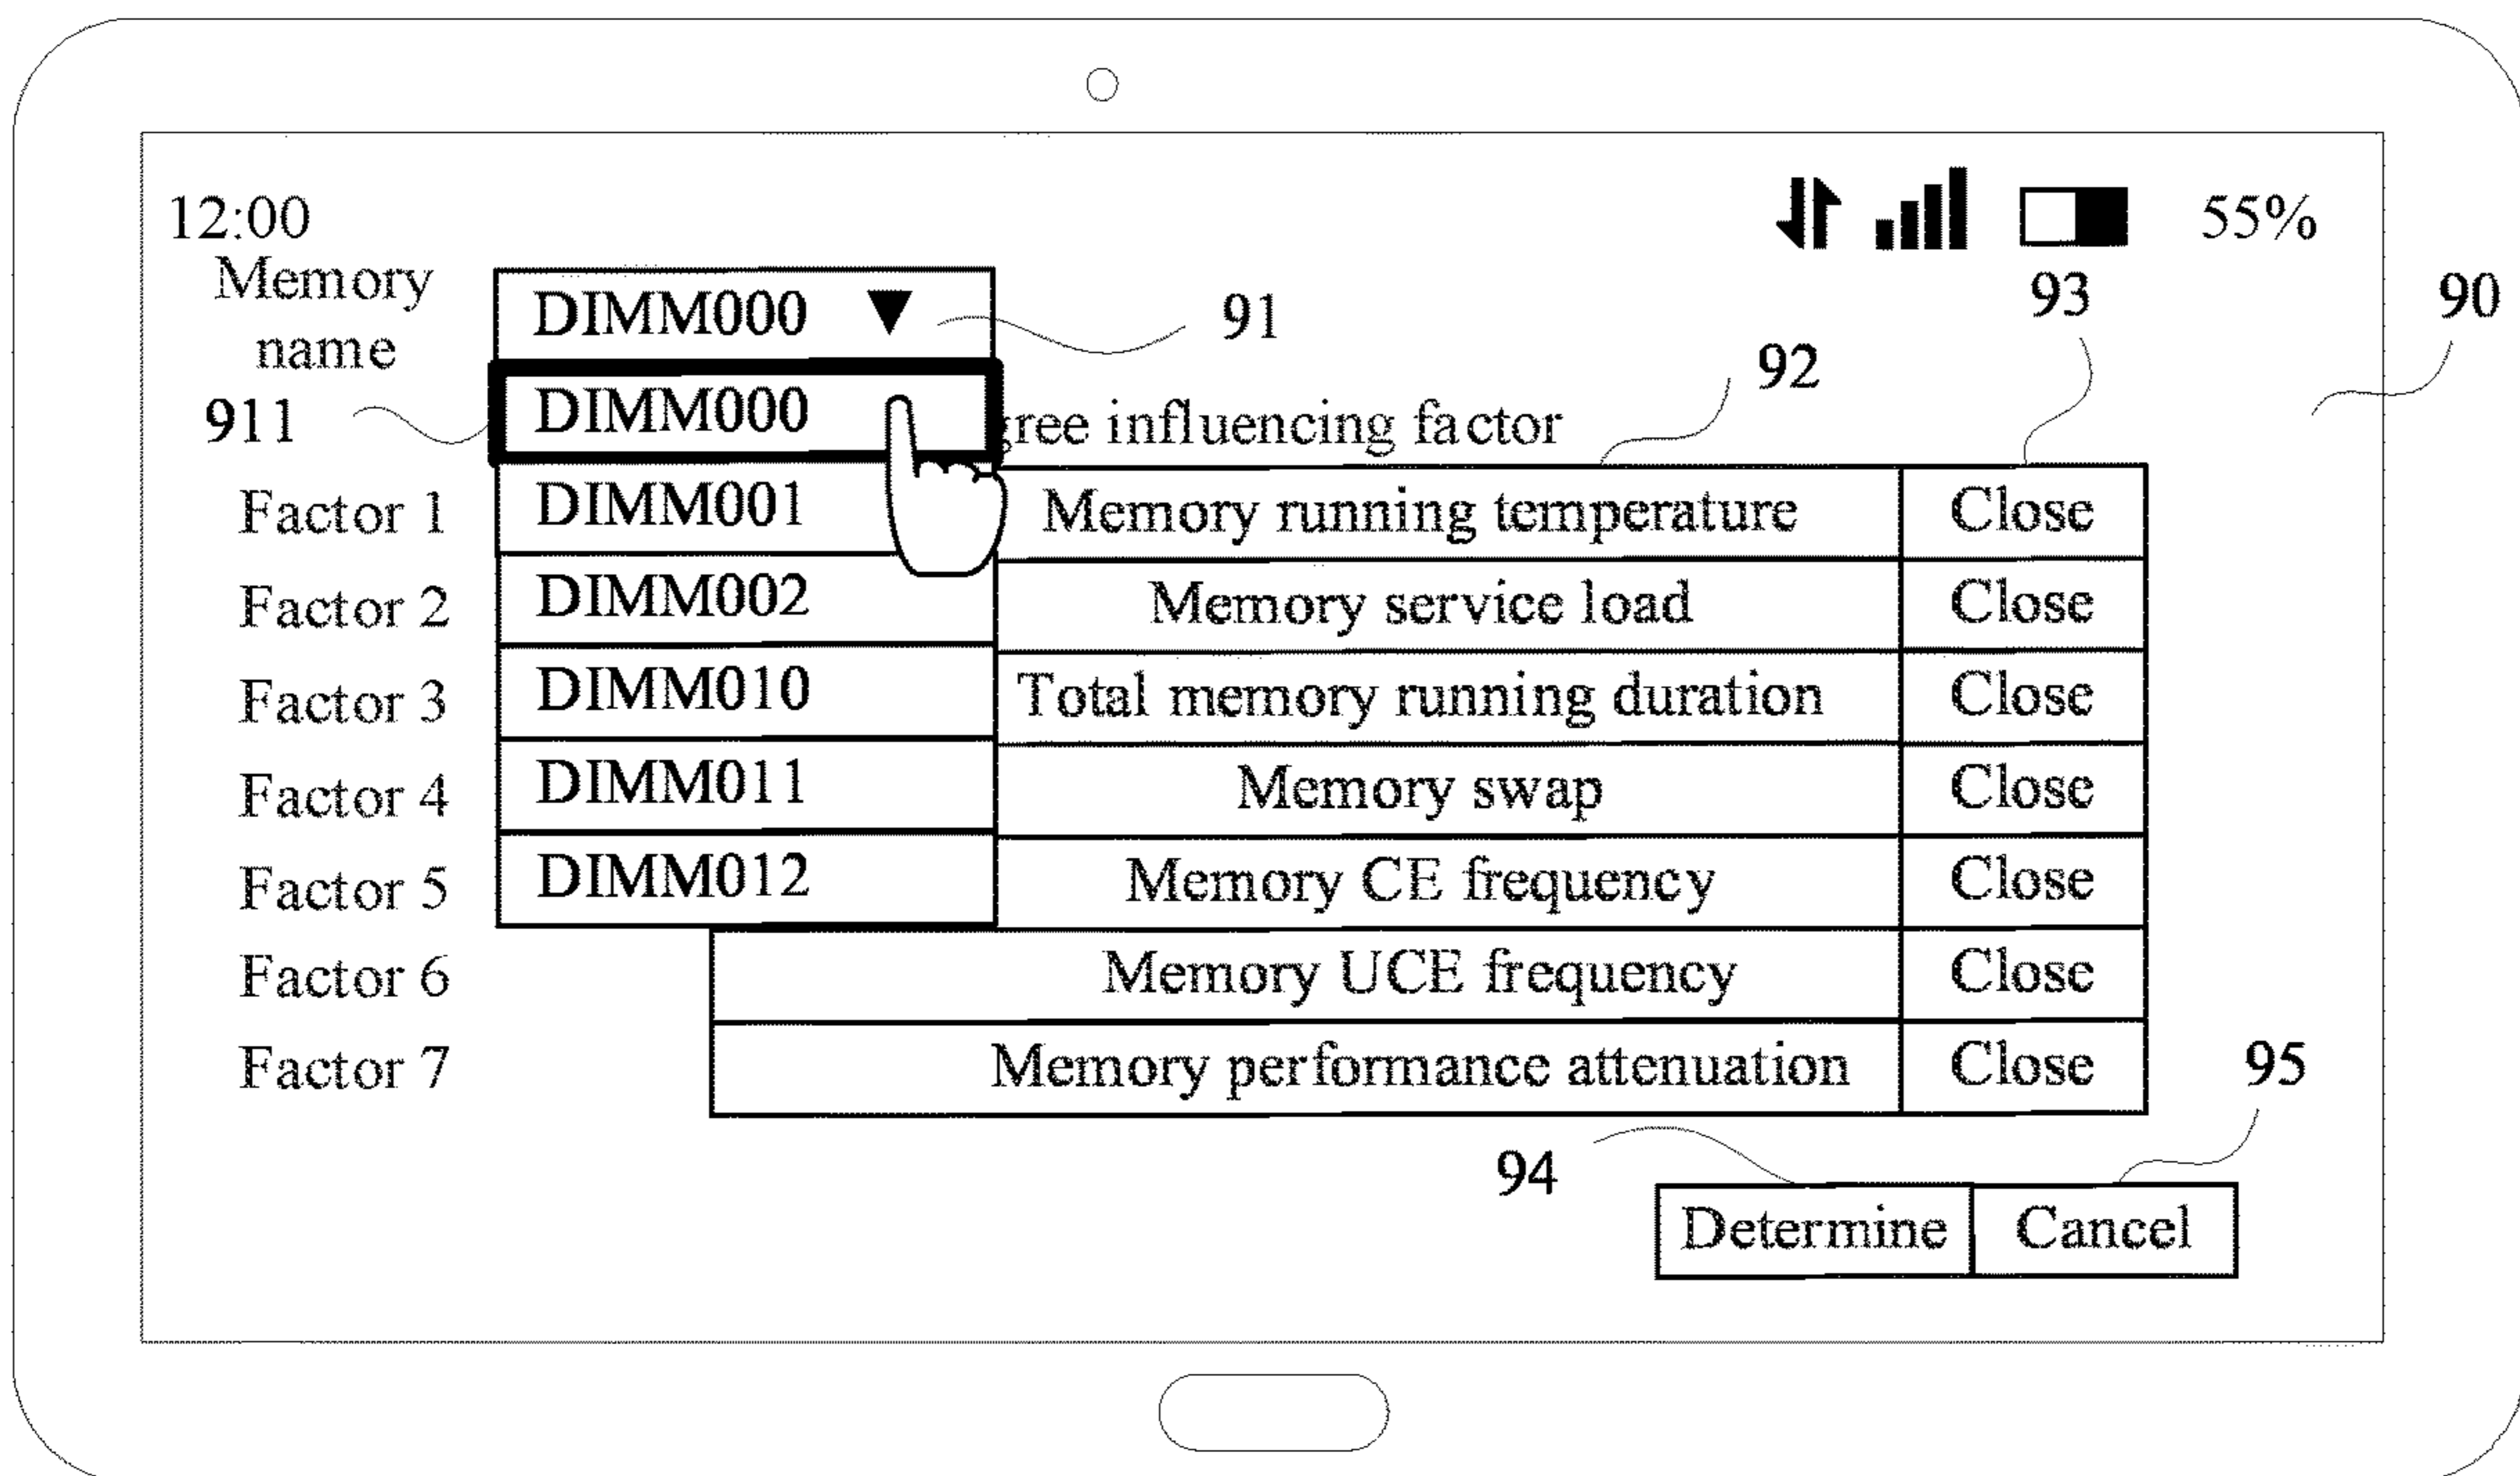 12:00 55%
Memory name
DIMM000 91 93 90
911 DIMM000 gree influencing factor 92
Factor 1 DIMM001 Memory running temperature Close
Factor 2 DIMM002 Memory service load Close
Factor 3 DIMM010 Total memory running duration Close
Factor 4 DIMM011 Memory swap Close
Factor 5 DIMM012 Memory CE frequency Close
Factor 6 Memory UCE frequency Close
Factor 7 Memory performance attenuation Close 95
94
Determine Cancel